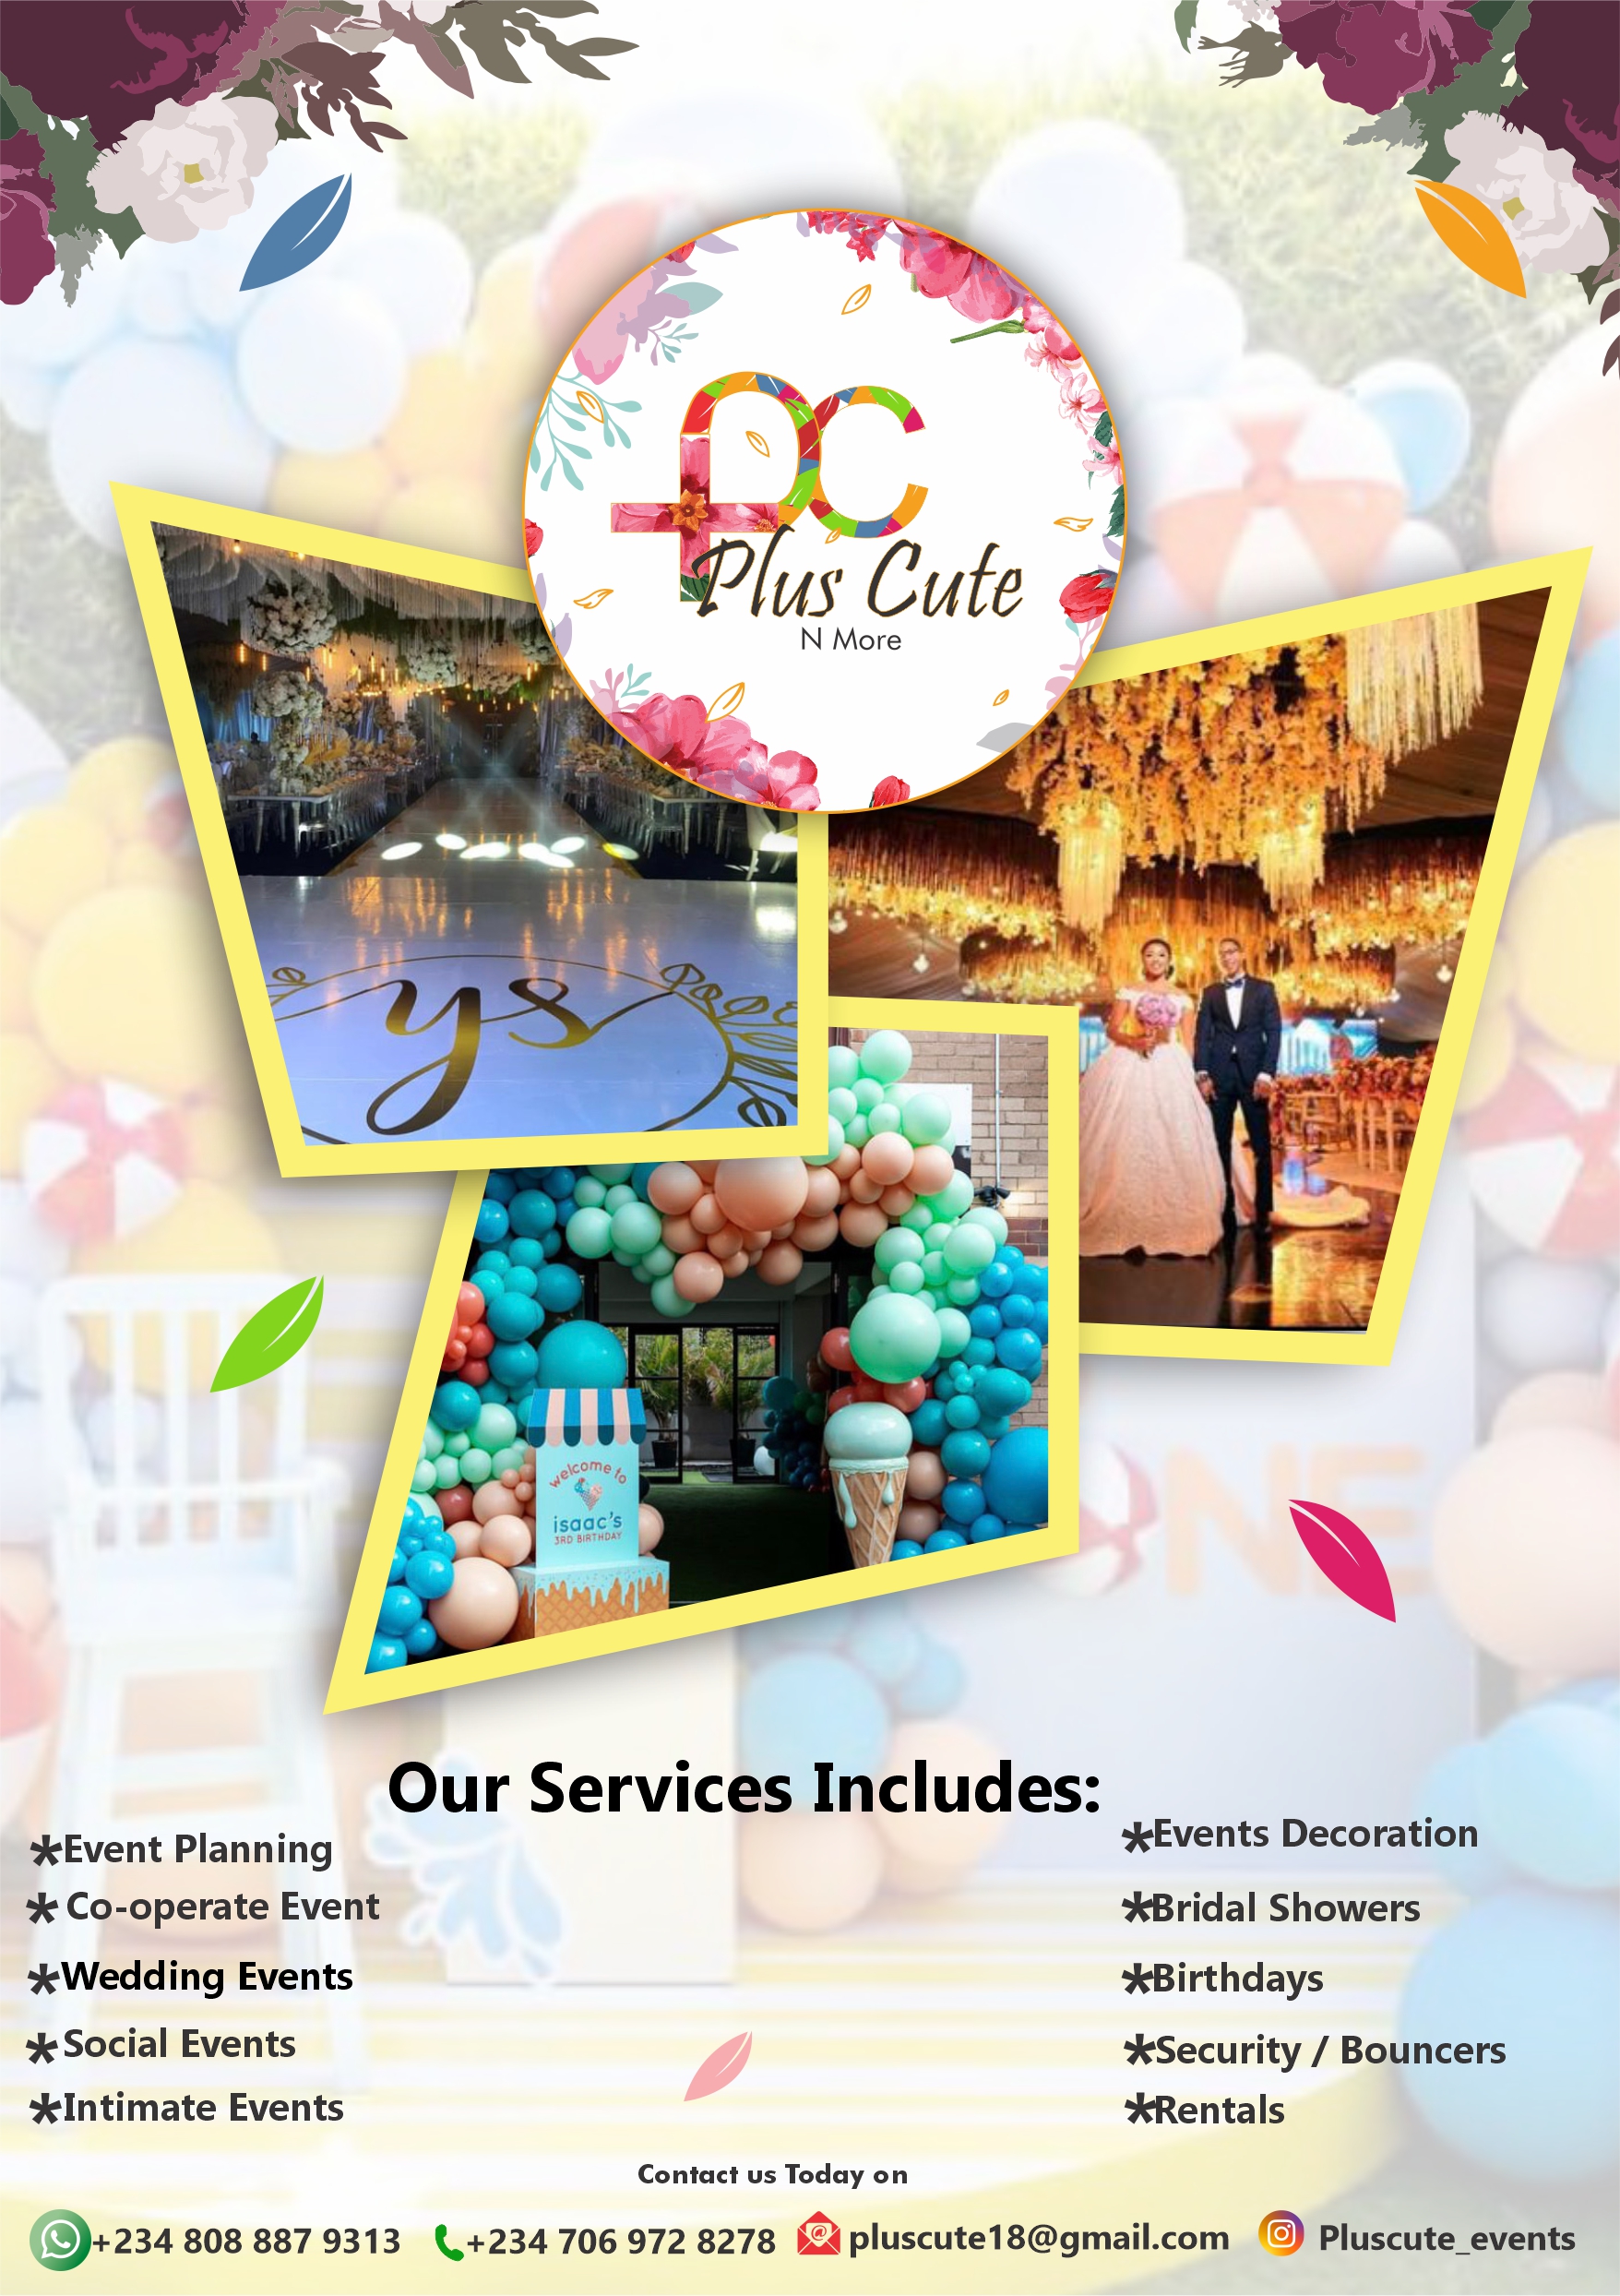 PC
Plus Cute
N More
ys
welcome to
isaac's
3RD BIRTHDAY
NE
Our Services Includes:
*Event Planning
* Co-operate Event
*Wedding Events
* Social Events
*Intimate Events
*Events Decoration
*Bridal Showers
*Birthdays
*Security / Bouncers
*Rentals
Contact us Today on
+234 808 887 9313
+234 706 972 8278
pluscute18@gmail.com
Pluscute_events